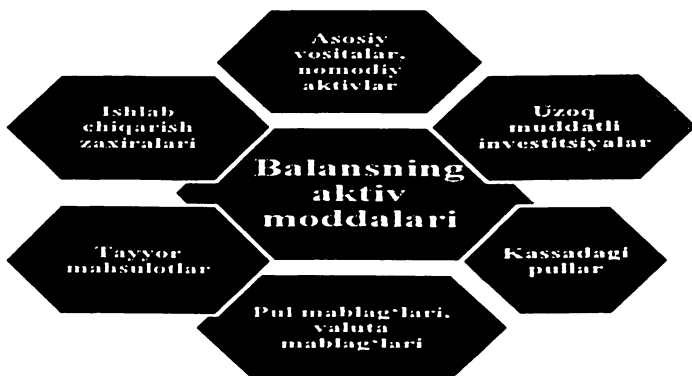 Asosiy
vositalar,
nomodiy
aktivlar
Ishlab
chiqarish
zaxiralari
Uzoq
muddatli
investitsiyalar
Balansning
aktiv
moddalari
Tayyor
mahsulotlar
Kassadagi
pullar
Pul mablag‘lari,
valuta
mablag‘lari